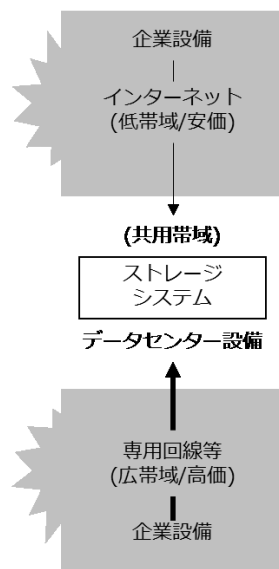 企業設備
インターネット
(低帯域/安価)
(共用帯域)
ストレージ
システム
データセンター設備
専用回線等
(広帯域/高価)
企業設備